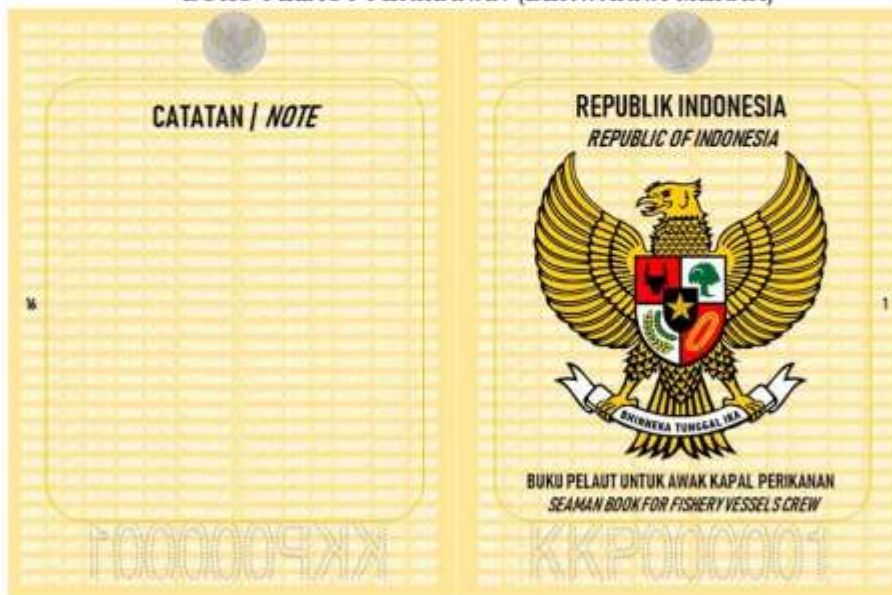 CATATAN | NOTE
16
REPUBLIK INDONESIA
REPUBLIC OF INDONESIA
BHINNEKA TUNGGAL IKA
1
BUKU PELAUT UNTUK AWAK KAPAL PERIKANAN
SEAMAN BOOK FOR FISHERY VESSELS CREW
KKP000001
KKP000001